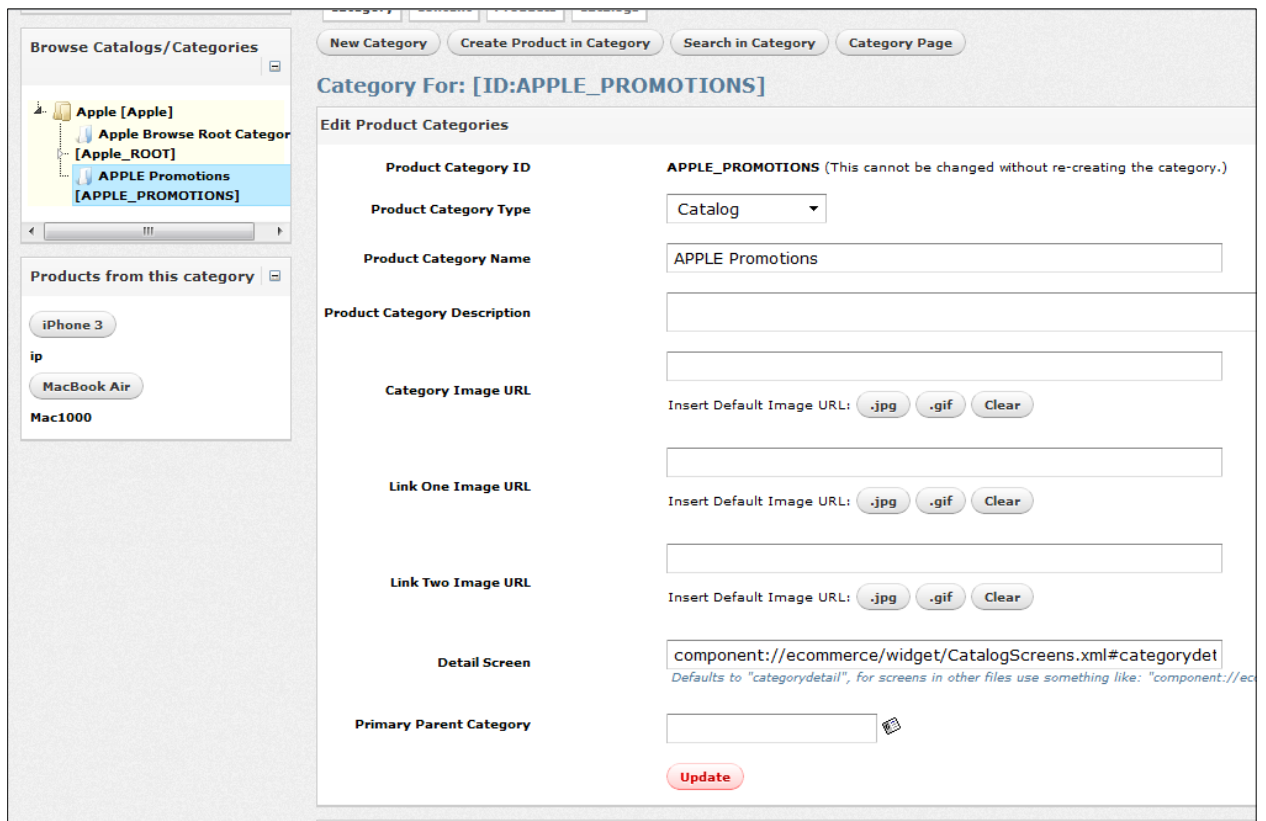 Category Content Products Catalogs
Browse Catalogs/Categories
Apple [Apple]
Apple Browse Root Categor
[Apple_ROOT]
APPLE Promotions
[APPLE_PROMOTIONS]
Products from this category
iPhone 3
ip
MacBook Air
Mac1000
New Category Create Product in Category Search in Category Category Page
Category For: [ID:APPLE_PROMOTIONS]
Edit Product Categories
Product Category ID APPLE_PROMOTIONS (This cannot be changed without re-creating the category.)
Product Category Type Catalog
Product Category Name APPLE Promotions
Product Category Description
Category Image URL
Insert Default Image URL: .jpg .gif Clear
Link One Image URL
Insert Default Image URL: .jpg .gif Clear
Link Two Image URL
Insert Default Image URL: .jpg .gif Clear
Detail Screen component://ecommerce/widget/CatalogScreens.xml#categorydet
Defaults to "categorydetail", for screens in other files use something like: "component://ec
Primary Parent Category
Update